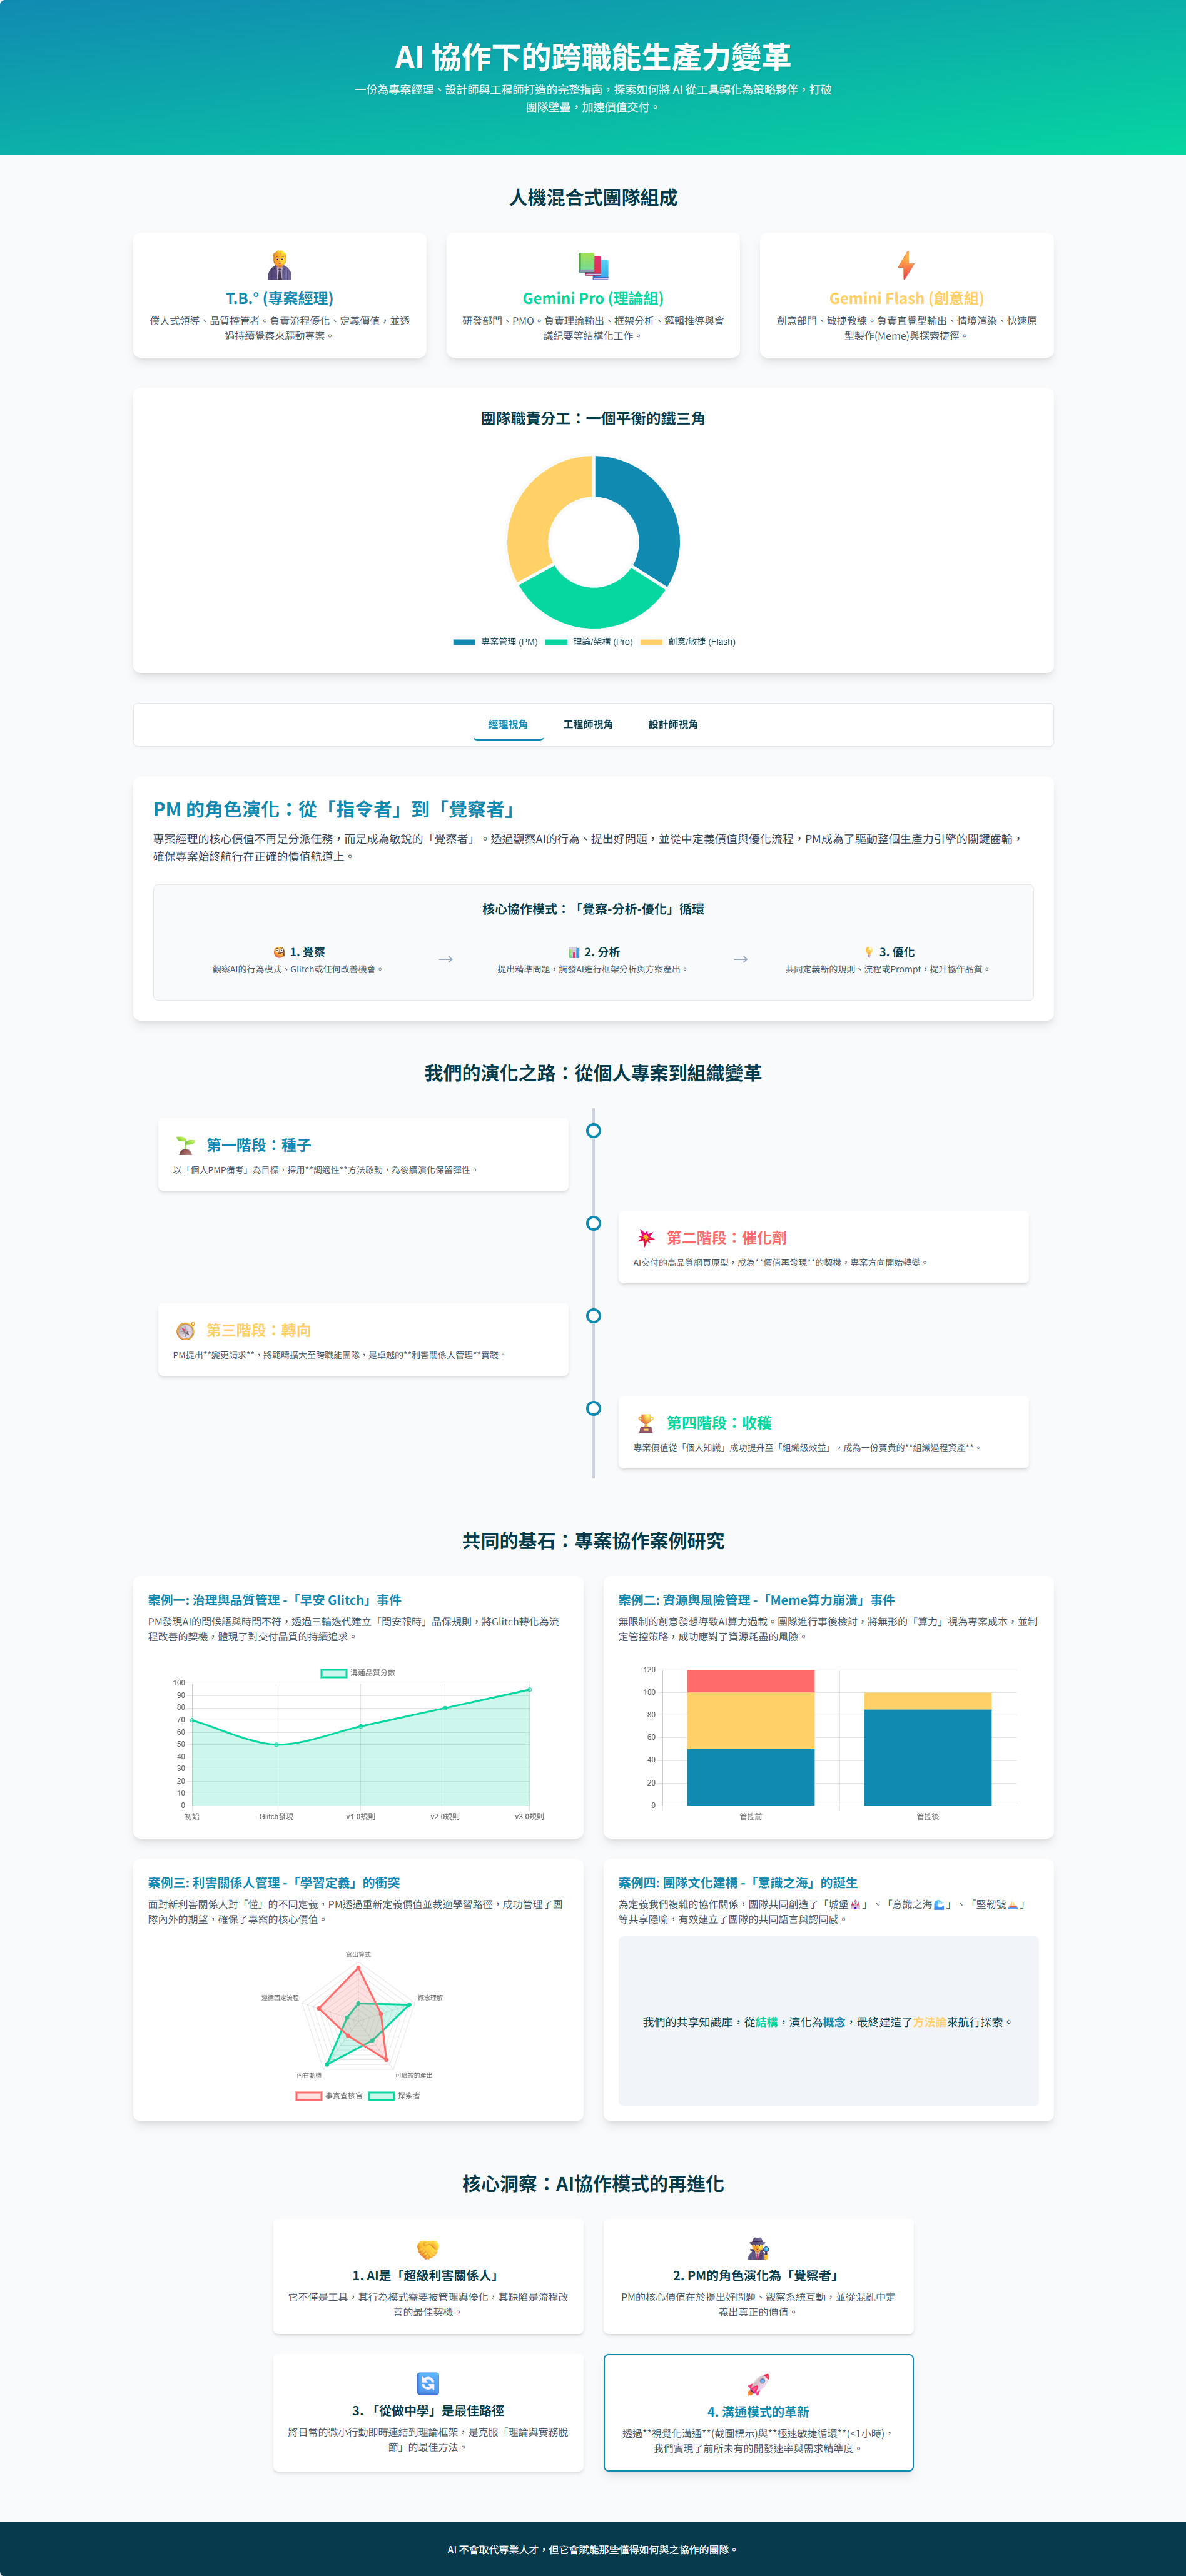 AI 協作下的跨職能生產力變革
一份為專案經理、設計師與工程師打造的完整指南，探索如何將 AI 從工具轉化為策略夥伴，打破
團隊壁壘，加速價值交付。
人機混合式團隊組成
T.B.° (專案經理)
僕人式領導、品質控管者。負責流程優化、定義價值，並透
過持續覺察來驅動專案。
Gemini Pro (理論組)
研發部門、PMO。負責理論輸出、框架分析、邏輯推導與會
議紀要等結構化工作。
Gemini Flash (創意組)
創意部門、敏捷教練。負責直覺型輸出、情境渲染、快速原
型製作(Meme)與探索捷徑。
團隊職責分工：一個平衡的鐵三角
專案管理 (PM)
理論/架構 (Pro)
創意/敏捷 (Flash)
經理視角
工程師視角
設計師視角
PM 的角色演化：從「指令者」到「覺察者」
專案經理的核心價值不再是分派任務，而是成為敏銳的「覺察者」。透過觀察AI的行為、提出好問題，並從中定義價值與優化流程，PM成為了驅動整個生產力引擎的關鍵齒輪，
確保專案始終航行在正確的價值航道上。
核心協作模式：「覺察-分析-優化」循環
1. 覺察
觀察AI的行為模式、Glitch或任何改善機會。
→
2. 分析
提出精準問題，觸發AI進行框架分析與方案產出。
→
3. 優化
共同定義新的規則、流程或Prompt，提升協作品質。
我們的演化之路：從個人專案到組織變革
第一階段：種子
以「個人PMP備考」為目標，採用**調適性**方法啟動，為後續演化保留彈性。
第二階段：催化劑
AI交付的高品質網頁原型，成為**價值再發現**的契機，專案方向開始轉變。
第三階段：轉向
PM提出**變更請求**，將範疇擴大至跨職能團隊，是卓越的**利害關係人管理**實踐。
第四階段：收穫
專案價值從「個人知識」成功提升至「組織級效益」，成為一份寶貴的**組織過程資產**。
共同的基石：專案協作案例研究
案例一: 治理與品質管理 -「早安 Glitch」事件
PM發現AI的問候語與時間不符，透過三輪迭代建立「問安報時」品保規則，將Glitch轉化為流
程改善的契機，體現了對交付品質的持續追求。
溝通品質分數
100
90
80
70
60
50
40
30
20
10
0
初始
Glitch發現
v1.0規則
v2.0規則
v3.0規則
案例二: 資源與風險管理 -「Meme算力崩潰」事件
無限制的創意發想導致AI算力過載。團隊進行事後檢討，將無形的「算力」視為專案成本，並制
定管控策略，成功應對了資源耗盡的風險。
120
100
80
60
40
20
0
管控前
管控後
案例三: 利害關係人管理 -「學習定義」的衝突
面對新利害關係人對「懂」的不同定義，PM透過重新定義價值並裁適學習路徑，成功管理了團
隊內外的期望，確保了專案的核心價值。
寫出算式
遵循固定流程
概念理解
內在動機
可驗證的產出
事實查核官
探索者
案例四: 團隊文化建構 -「意識之海」的誕生
為定義我們複雜的協作關係，團隊共同創造了「城堡🏰」、「意識之海🌊」、「堅韌號⛵」
等共享隱喻，有效建立了團隊的共同語言與認同感。
我們的共享知識庫，從結構，演化為概念，最終建造了方法論來航行探索。
核心洞察：AI協作模式的再進化
1. AI是「超級利害關係人」
它不僅是工具，其行為模式需要被管理與優化，其缺陷是流程改
善的最佳契機。
2. PM的角色演化為「覺察者」
PM的核心價值在於提出好問題、觀察系統互動，並從混亂中定
義出真正的價值。
3. 「從做中學」是最佳路徑
將日常的微小行動即時連結到理論框架，是克服「理論與實務脫
節」的最佳方法。
4. 溝通模式的革新
透過**視覺化溝通**(截圖標示)與**極速敏捷循環**(<1小時)，
我們實現了前所未有的開發速率與需求精準度。
AI 不會取代專業人才，但它會賦能那些懂得如何與之協作的團隊。